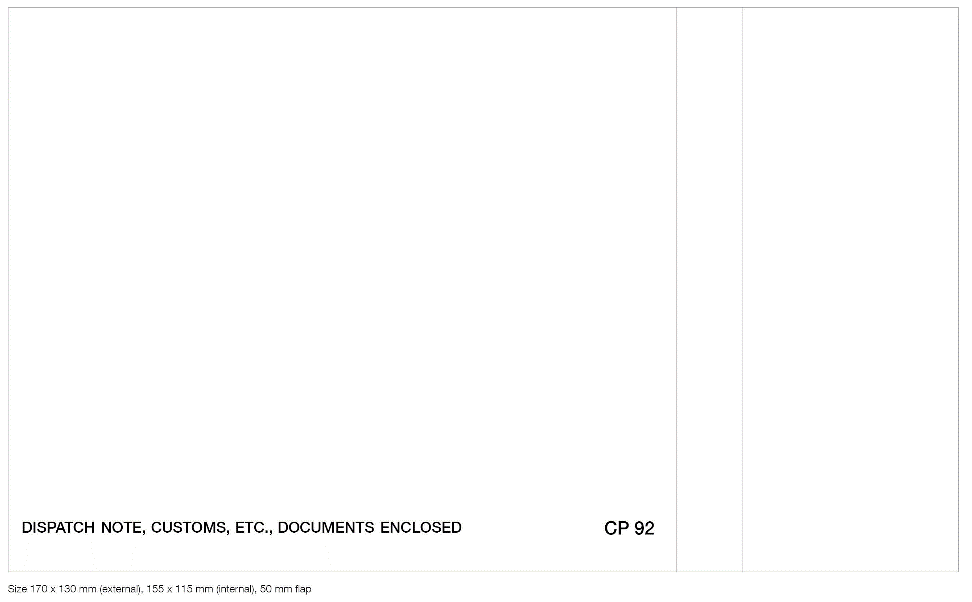 DISPATCH NOTE, CUSTOMS, ETC., DOCUMENTS ENCLOSED CP 92
Size 170 x 130 mm (external), 155 x 115 mm (internal), 50 mm flap